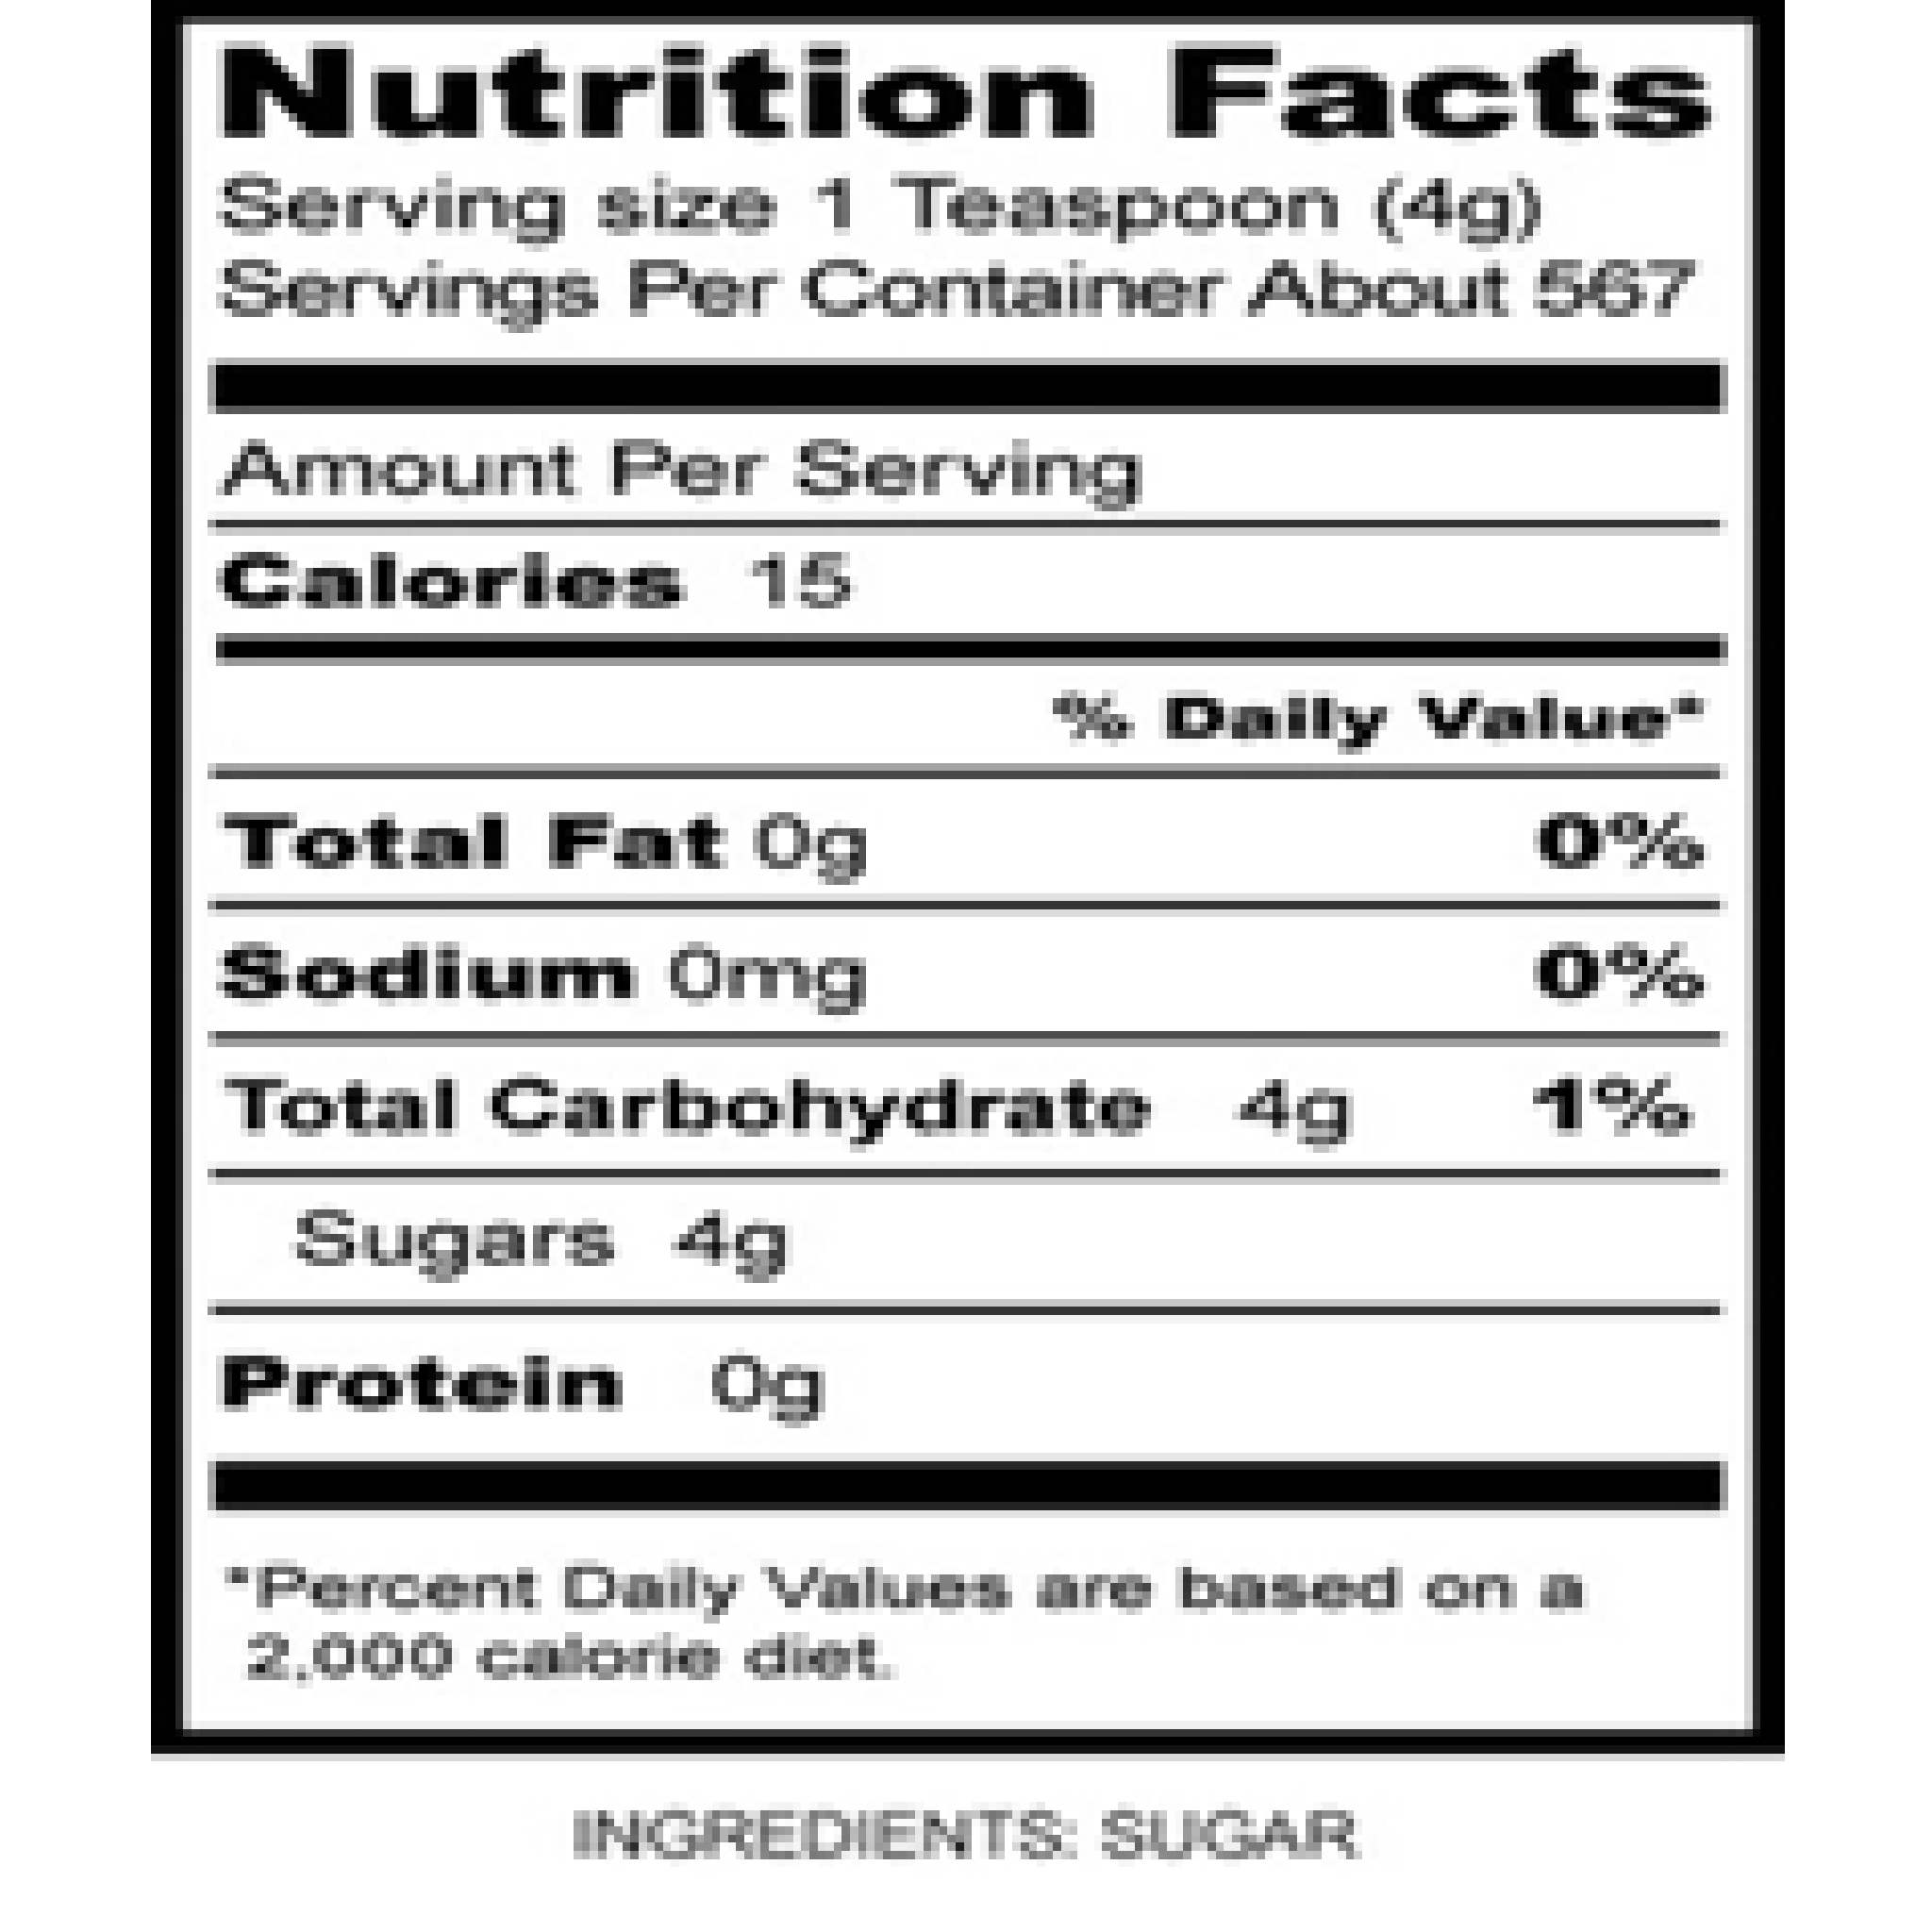 Nutrition Facts
Serving size 1 Teaspoon (4g)
Servings Per Container About 567
Amount Per Serving
Calories 15
% Daily Value*
Total Fat 0g 0%
Sodium 0mg 0%
Total Carbohydrate 4g 1%
Sugars 4g
Protein 0g
*Percent Daily Values are based on a
2,000 calorie diet.
INGREDIENTS: SUGAR